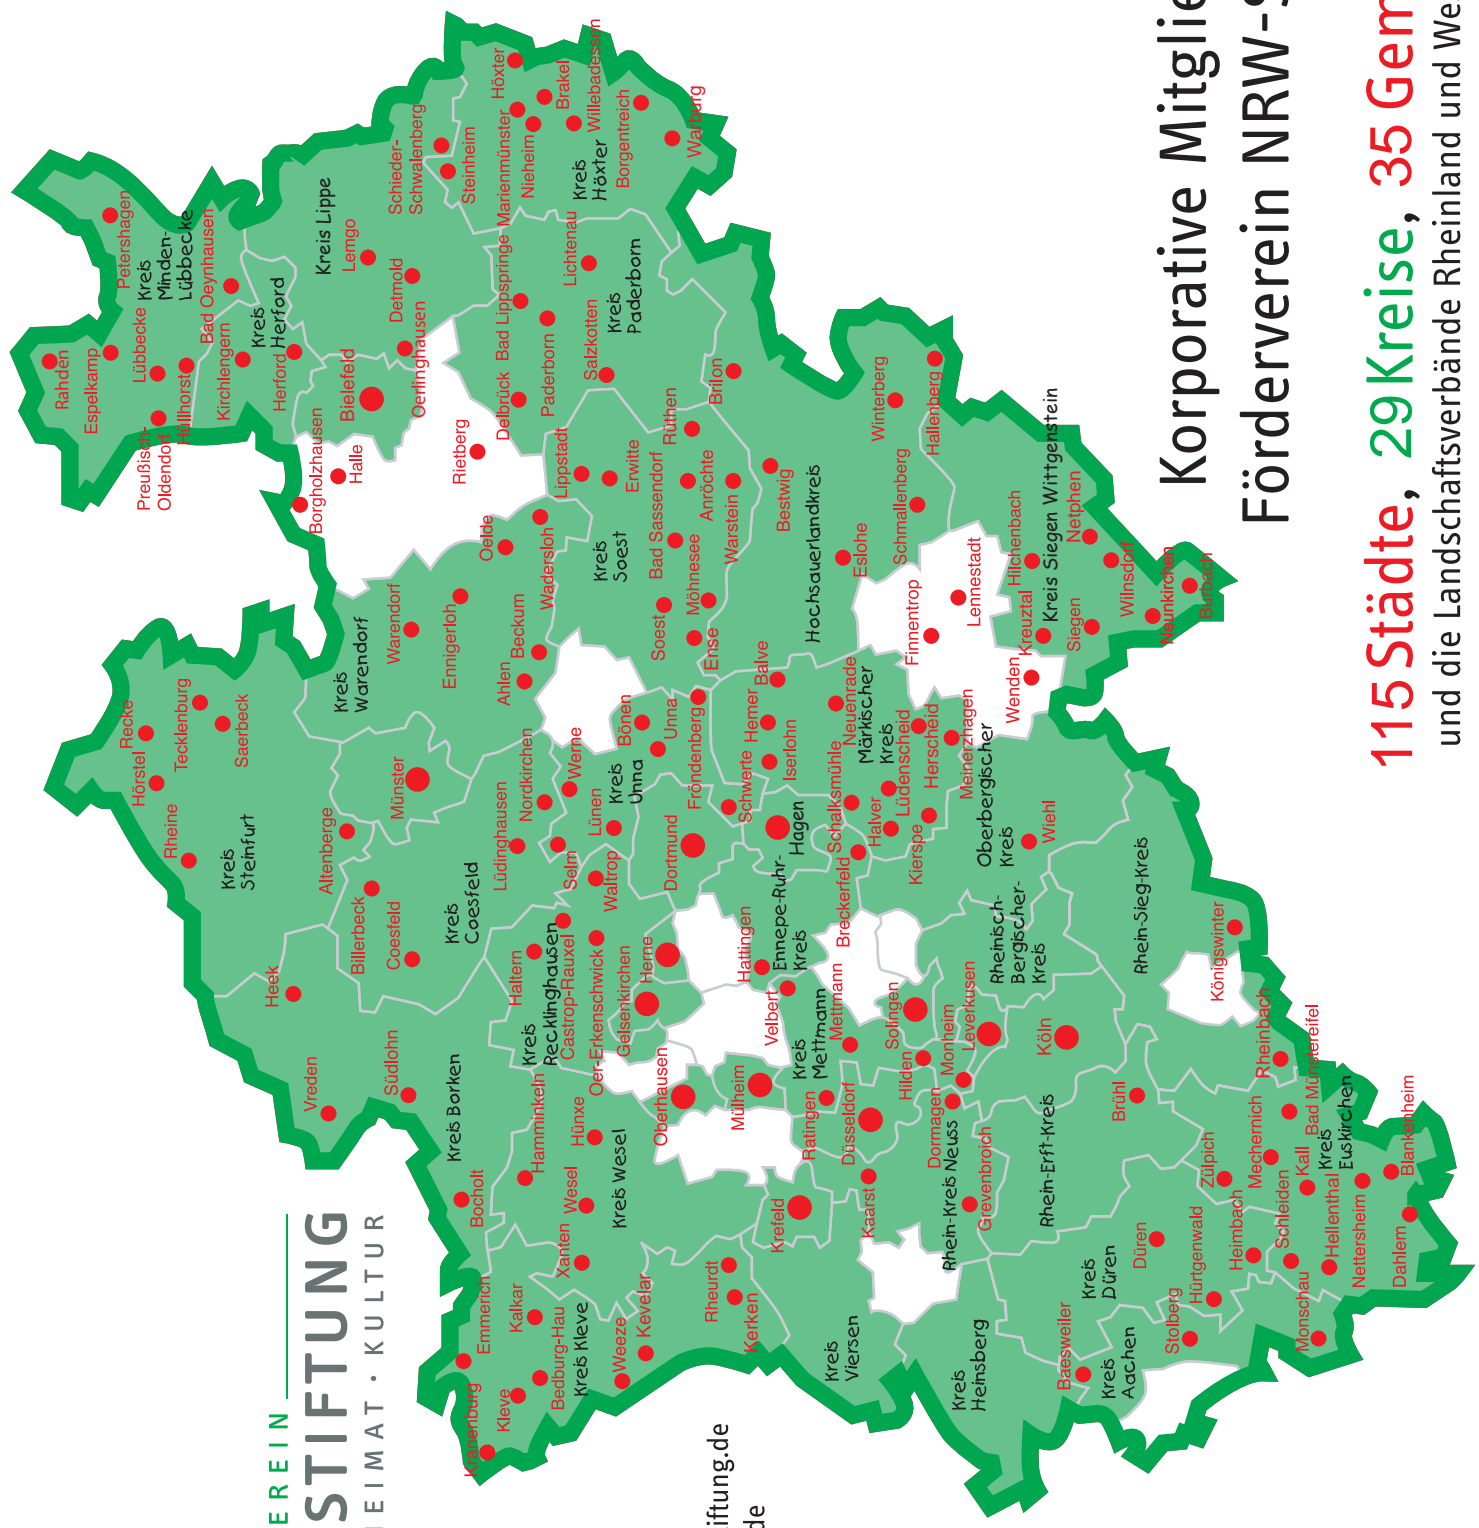 EREIN
STIFTUNG
EIMAT . KULTUR
iftung.de
de
Korporative Mitglie
Förderverein NRW-S
115 Städte, 29 Kreise, 35 Gem
und die Landschaftsverbände Rheinland und We
Rahden
Espelkamp
Petershagen
Kreis
Minden-
Lübbecke
Lübbecke
Preußisch-
Oldendorf
Hüllhorst
Bad Oeynhausen
Kirchlengern
Kreis
Herford
Herford
Bielefeld
Borgholzhausen
Halle
Rietberg
Kreis Lippe
Lemgo
Detmold
Oerlinghausen
Schieder-
Schwalenberg
Steinheim
Höxter
Marienmünster
Nieheim
Brakel
Willebadessen
Kreis
Höxter
Borgentreich
Warburg
Bad Lippspringe
Delbrück
Paderborn
Lichtenau
Salzkotten
Kreis
Paderborn
Lippstadt
Erwitte
Rüthen
Bad Sassendorf
Anröchte
Warstein
Kreis
Soest
Soest
Möhnesee
Ense
Brilon
Bestwig
Hochsauerlandkreis
Eslohe
Winterberg
Hallenberg
Schmallenberg
Finnentrop
Lennestadt
Wenden
Kreis Siegen Wittgenstein
Hilchenbach
Netphen
Kreuztal
Siegen
Wilnsdorf
Neunkirchen
Burbach
Recke
Hörstel
Tecklenburg
Saerbeck
Rheine
Kreis
Steinfurt
Altenberge
Münster
Kreis
Warendorf
Warendorf
Ennigerloh
Oelde
Wadersloh
Beckum
Ahlen
Heek
Billerbeck
Coesfeld
Kreis
Coesfeld
Lüdinghausen
Nordkirchen
Vreden
Südlohn
Kreis Borken
Bocholt
Haltern
Kreis
Recklinghausen
Castrop-Rauxel
Oer-Erkenschwick
Waltrop
Gelsenkirchen
Herne
Selm
Werne
Lünen
Kreis
Unna
Bönen
Unna
Fröndenberg
Schwerte
Dortmund
Hagen
Hemer
Iserlohn
Balve
Neuenrade
Märkischer
Kreis
Schalksmühle
Lüdenscheid
Herscheid
Halver
Kierspe
Meinerzhagen
Hattingen
Ennepe-Ruhr-
Kreis
Breckerfeld
Oberbergischer
Kreis
Wiehl
Rheinisch-
Bergischer-
Kreis
Rhein-Sieg-Kreis
Königswinter
Rheinbach
Velbert
Kreis
Mettmann
Mettmann
Ratingen
Hilden
Monheim
Solingen
Leverkusen
Köln
Düsseldorf
Mülheim
Oberhausen
Hamminkeln
Hünxe
Wesel
Kreis Wesel
Xanten
Emmerich
Kalkar
Bedburg-Hau
Kreis Kleve
Kranenburg
Kleve
Weeze
Kevelar
Rheurdt
Kerken
Krefeld
Kreis
Viersen
Kaarst
Dormagen
Rhein-Kreis Neuss
Grevenbroch
Rhein-Erft-Kreis
Brühl
Kreis
Heinsberg
Baesweiler
Kreis
Aachen
Stolberg
Monschau
Kreis
Düren
Düren
Hürtgenwald
Heimbach
Zülpich
Mechernich
Bad Münstereifel
Kreis
Euskirchen
Kall
Schleiden
Hellenthal
Nettersheim
Blankenheim
Dahlem